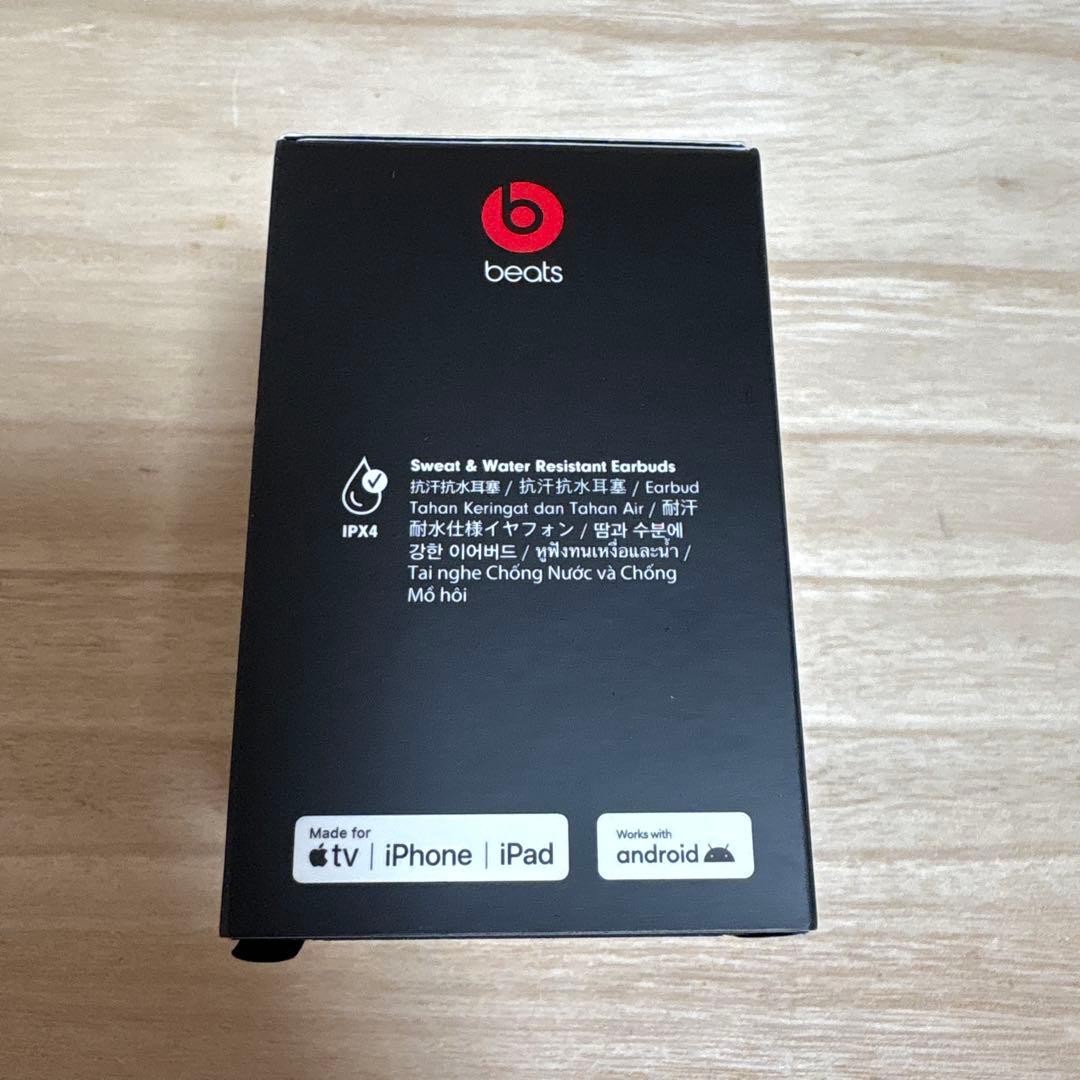 b
beats
IPX4
Sweat & Water Resistant Earbuds
抗汗抗水耳塞 / 抗汗抗水耳塞 / Earbud
Tahan Keringat dan Tahan Air / 耐汗
耐水仕様イヤフォン / 땀과 수분에
강한 이어버드 / หูฟังทนเหงื่อและน้ำ /
Tai nghe Chống Nước và Chống
Mồ hôi
Made for
tv | iPhone | iPad
Works with
android